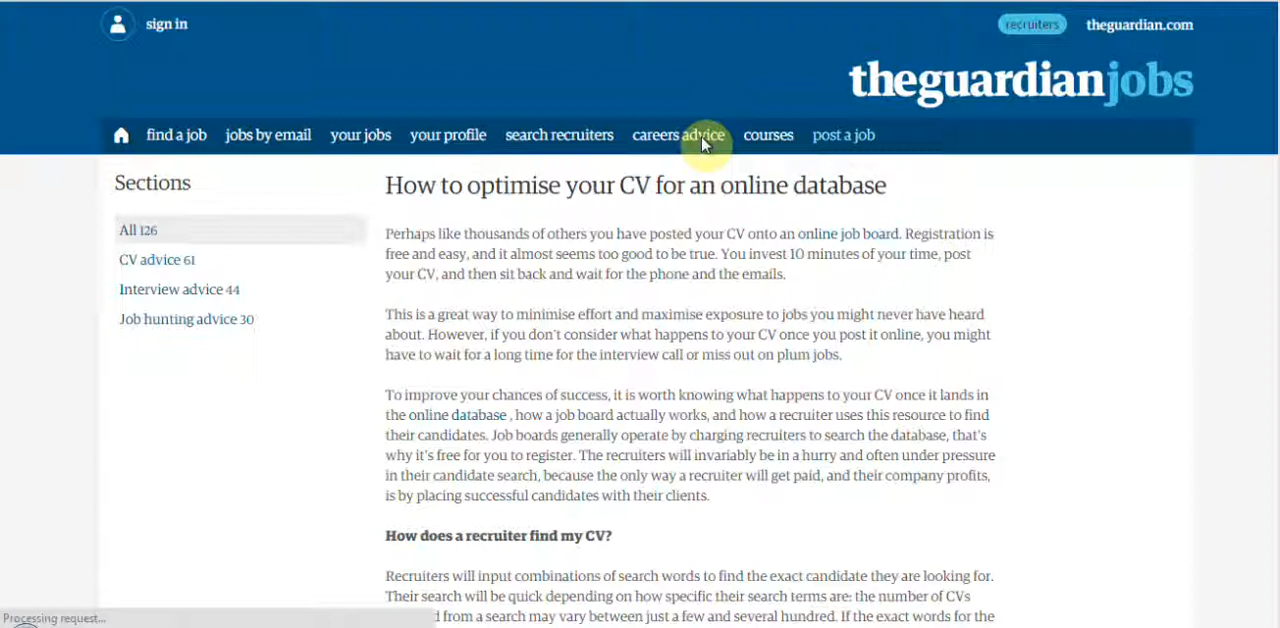 sign in
recruiters
theguardian.com
theguardianjobs
find a job
jobs by email
your jobs
your profile
search recruiters
careers advice
courses
post a job
Sections
All 126
CV advice 61
Interview advice 44
Job hunting advice 30
How to optimise your CV for an online database
Perhaps like thousands of others you have posted your CV onto an online job board. Registration is
free and easy, and it almost seems too good to be true. You invest 10 minutes of your time, post
your CV, and then sit back and wait for the phone and the emails.
This is a great way to minimise effort and maximise exposure to jobs you might never have heard
about. However, if you don't consider what happens to your CV once you post it online, you might
have to wait for a long time for the interview call or miss out on plum jobs.
To improve your chances of success, it is worth knowing what happens to your CV once it lands in
the online database , how a job board actually works, and how a recruiter uses this resource to find
their candidates. Job boards generally operate by charging recruiters to search the database, that's
why it's free for you to register. The recruiters will invariably be in a hurry and often under pressure
in their candidate search, because the only way a recruiter will get paid, and their company profits,
is by placing successful candidates with their clients.
How does a recruiter find my CV?
Recruiters will input combinations of search words to find the exact candidate they are looking for.
Their search will be quick depending on how specific their search terms are: the number of CVs
from a search may vary between just a few and several hundred. If the exact words for the
Processing request...